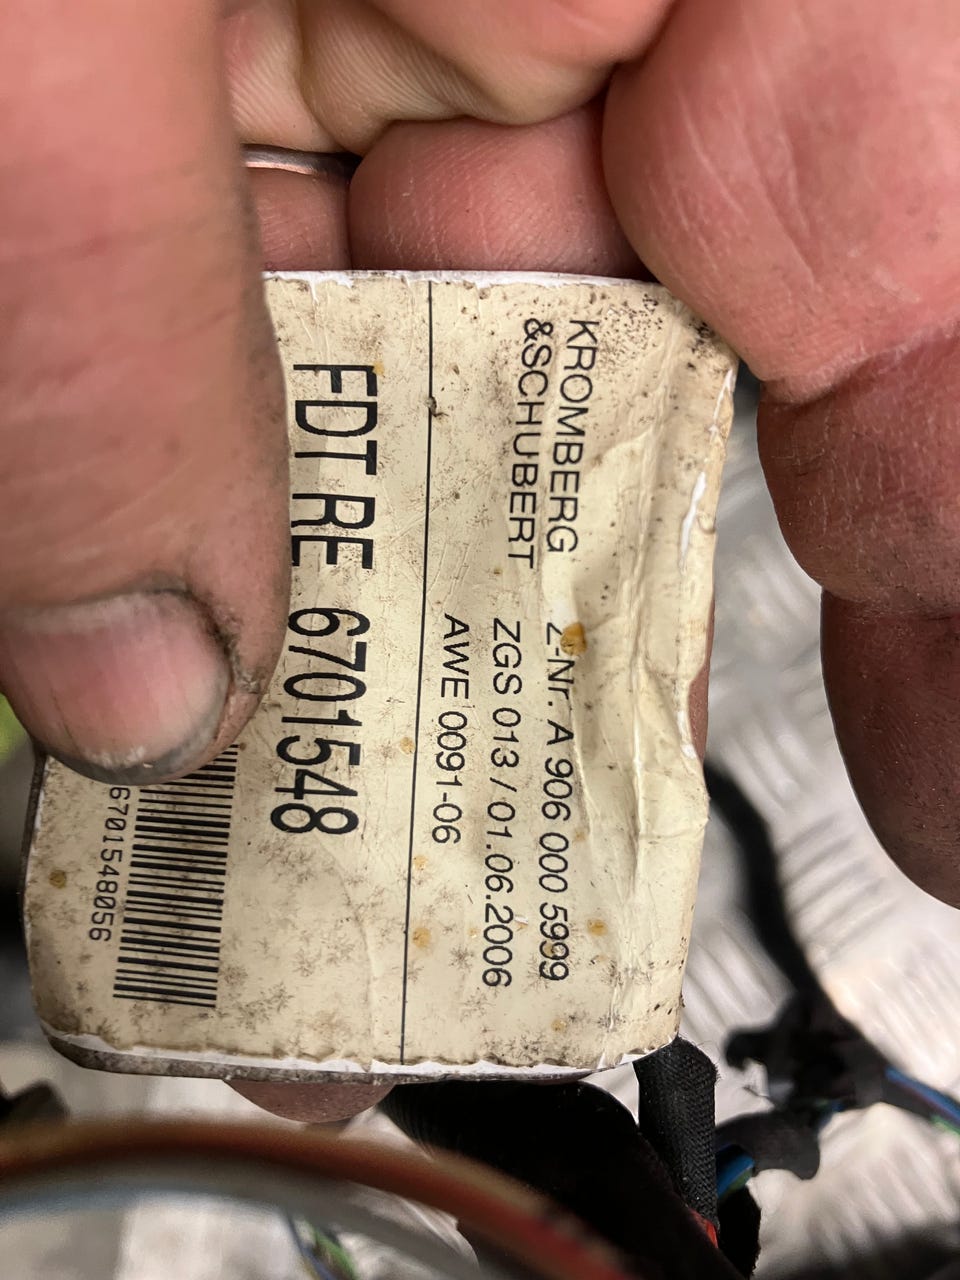 KROMBERG
&SCHUBERT
Z-Nr. A 906 000 5999
ZGS 013 / 01.06.2006
AWE 0091-06
FDT RE 6701548
6701548056